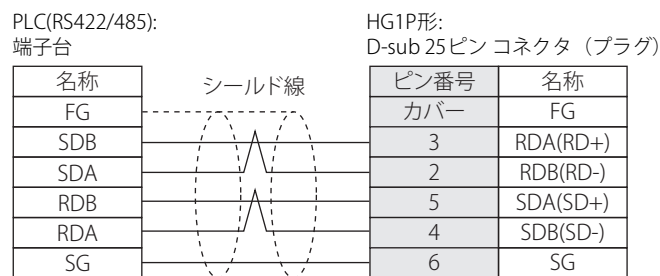 PLC(RS422/485):
端子台
HG1P形:
D-sub 25ピン コネクタ（プラグ）
名称
シールド線
ピン番号 名称
FG カバー FG
SDB 3 RDA(RD+)
SDA 2 RDB(RD-)
RDB 5 SDA(SD+)
RDA 4 SDB(SD-)
SG 6 SG